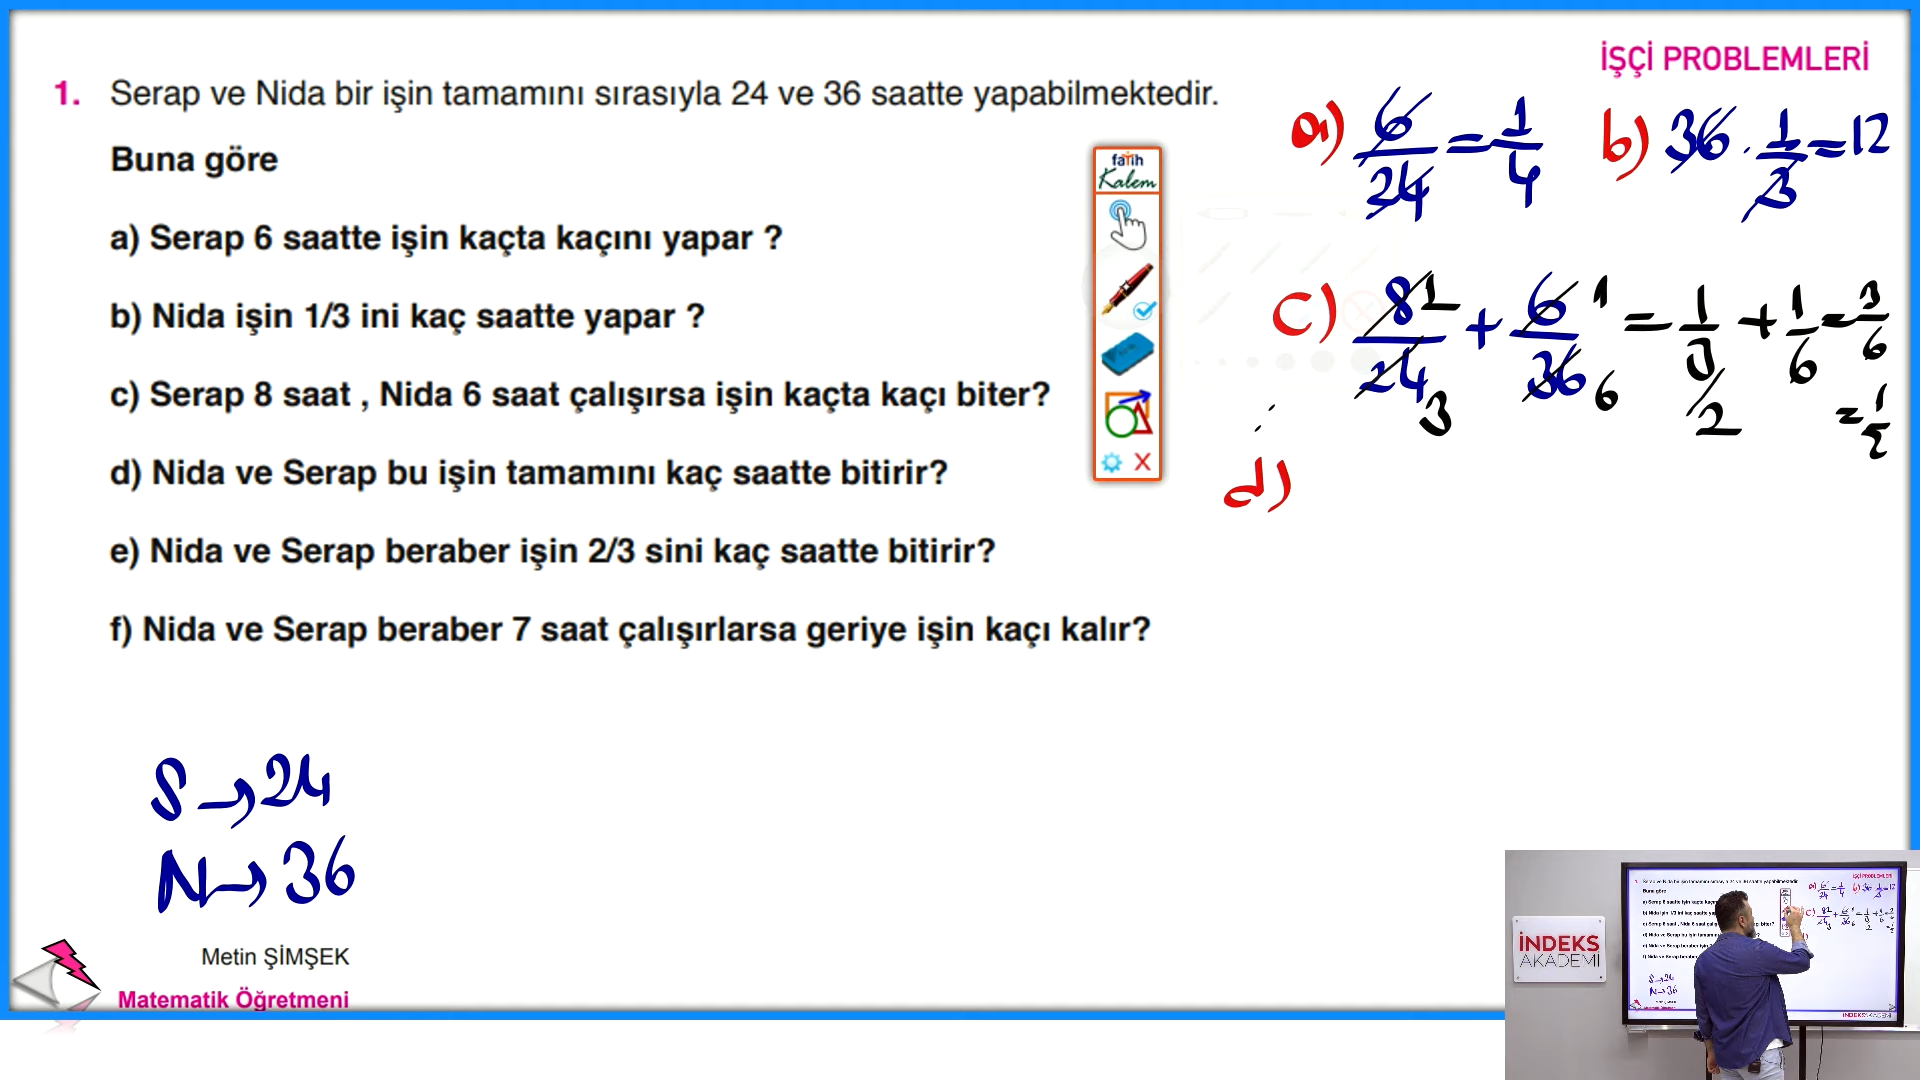 İŞÇİ PROBLEMLERİ
1. Serap ve Nida bir işin tamamını sırasıyla 24 ve 36 saatte yapabilmektedir.
Buna göre
a) Serap 6 saatte işin kaçta kaçını yapar ?
b) Nida işin 1/3 ini kaç saatte yapar ?
c) Serap 8 saat , Nida 6 saat çalışırsa işin kaçta kaçı biter?
d) Nida ve Serap bu işin tamamını kaç saatte bitirir?
e) Nida ve Serap beraber işin 2/3 sini kaç saatte bitirir?
f) Nida ve Serap beraber 7 saat çalışırlarsa geriye işin kaçı kalır?
fatih
Kalem
a) 6/24 = 1/4
b) 36 . 1/3 = 12
c) 8/24 + 6/36 = 1/3 + 1/6 = 3/6
1 3 1 6 2
= 1/2
d)
S → 24
N → 36
Metin ŞİMŞEK
Matematik Öğretmeni
İNDEKS
AKADEMİ